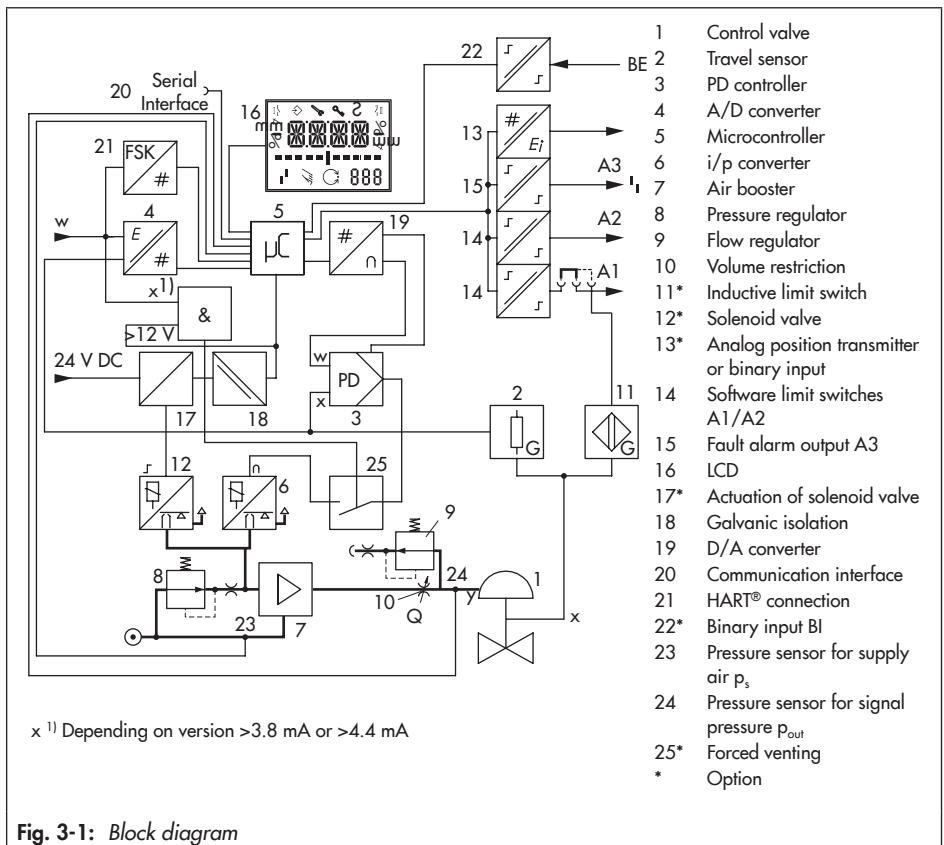 22
BE
Serial
20 Interface
16
mm
%
mm
%
888
21 FSK
#
13
#
Ei
15
A3
14
A2
14
A1
w
4
E
#
5
µC
19
#
∩
x 1)
&
>12 V
24 V DC
17
18
w
PD
x
3
2
G
11
G
12
6
∩
25
9
8
24
1
10
Q
y
x
23
7
x 1) Depending on version >3.8 mA or >4.4 mA
1 Control valve
2 Travel sensor
3 PD controller
4 A/D converter
5 Microcontroller
6 i/p converter
7 Air booster
8 Pressure regulator
9 Flow regulator
10 Volume restriction
11* Inductive limit switch
12* Solenoid valve
13* Analog position transmitter
or binary input
14 Software limit switches
A1/A2
15 Fault alarm output A3
16 LCD
17* Actuation of solenoid valve
18 Galvanic isolation
19 D/A converter
20 Communication interface
21 HART® connection
22* Binary input BI
23 Pressure sensor for supply
air ps
24 Pressure sensor for signal
pressure pout
25* Forced venting
* Option
Fig. 3-1: Block diagram